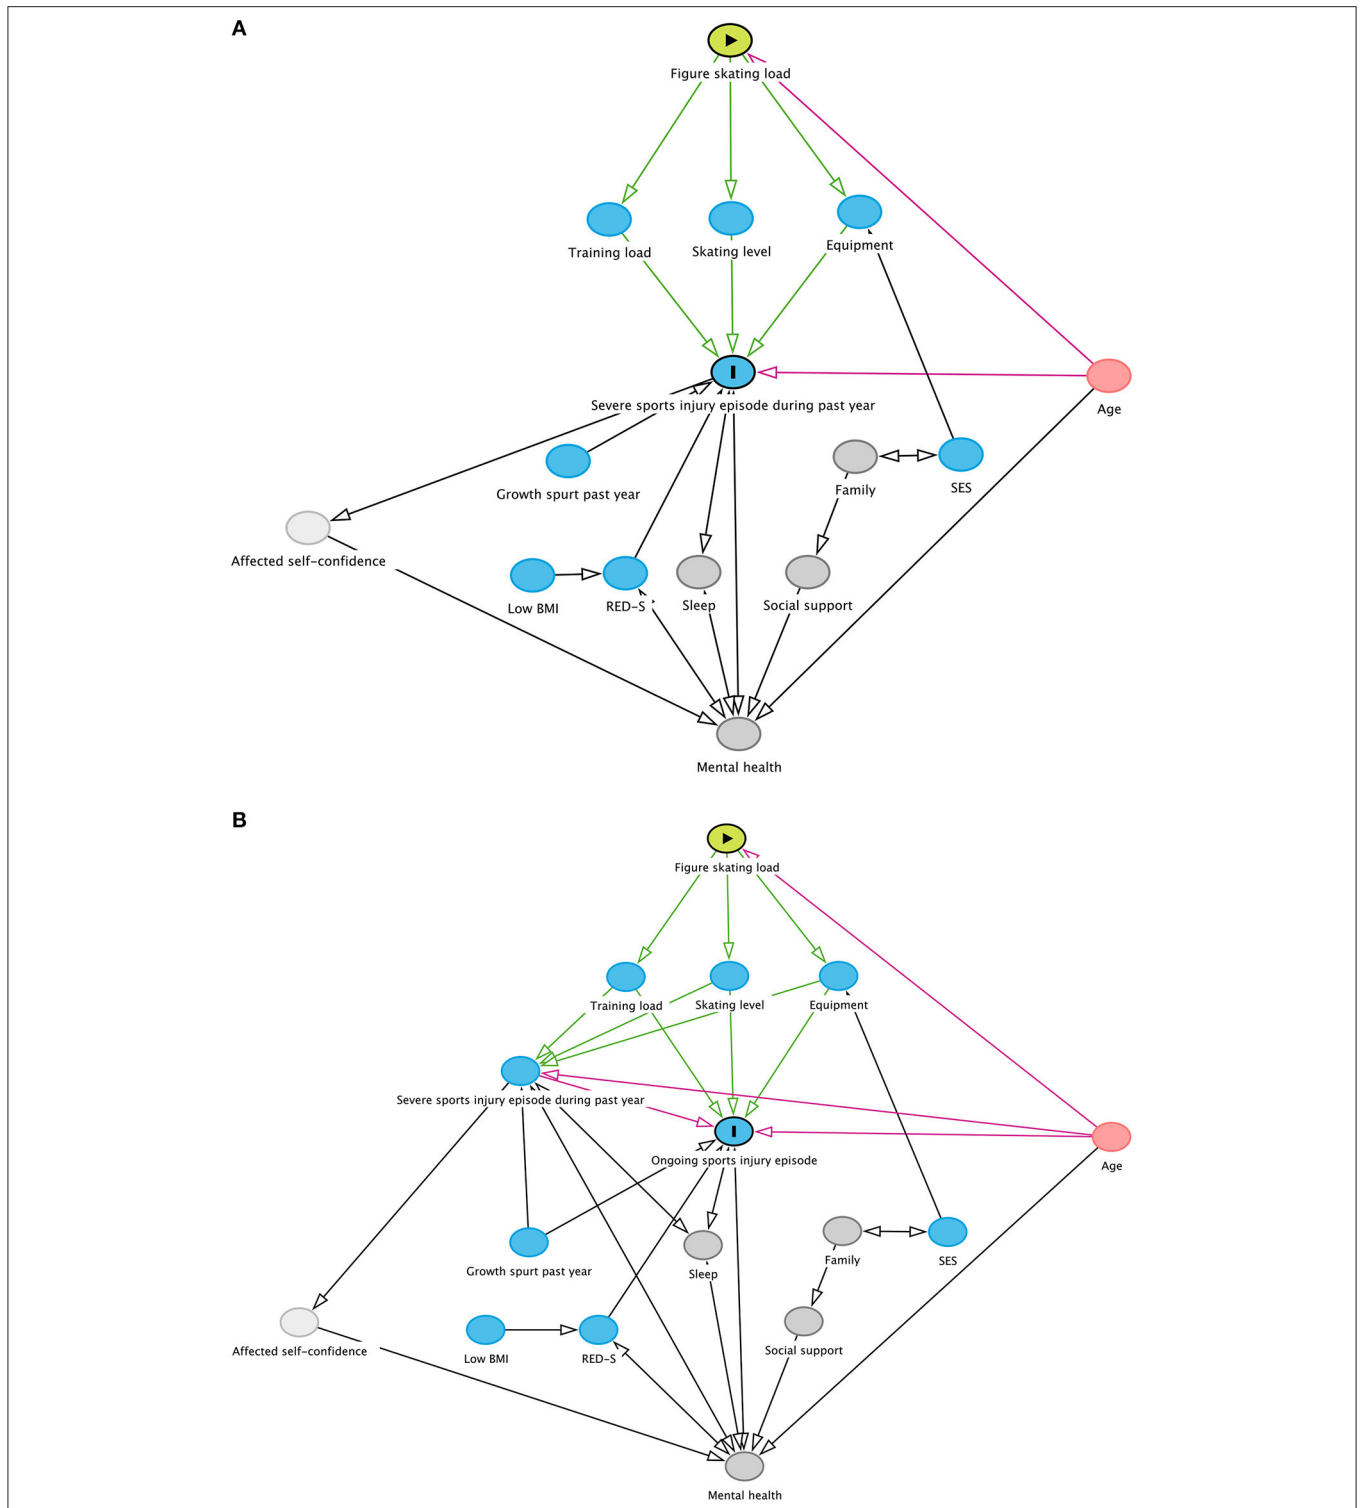 A
Figure skating load
Training load
Skating level
Equipment
Severe sports injury episode during past year
Age
Growth spurt past year
Family
SES
Affected self-confidence
Low BMI
RED-S
Sleep
Social support
Mental health
B
Figure skating load
Training load
Skating level
Equipment
Severe sports injury episode during past year
Ongoing sports injury episode
Age
Growth spurt past year
Sleep
Family
SES
Affected self-confidence
Low BMI
RED-S
Social support
Mental health